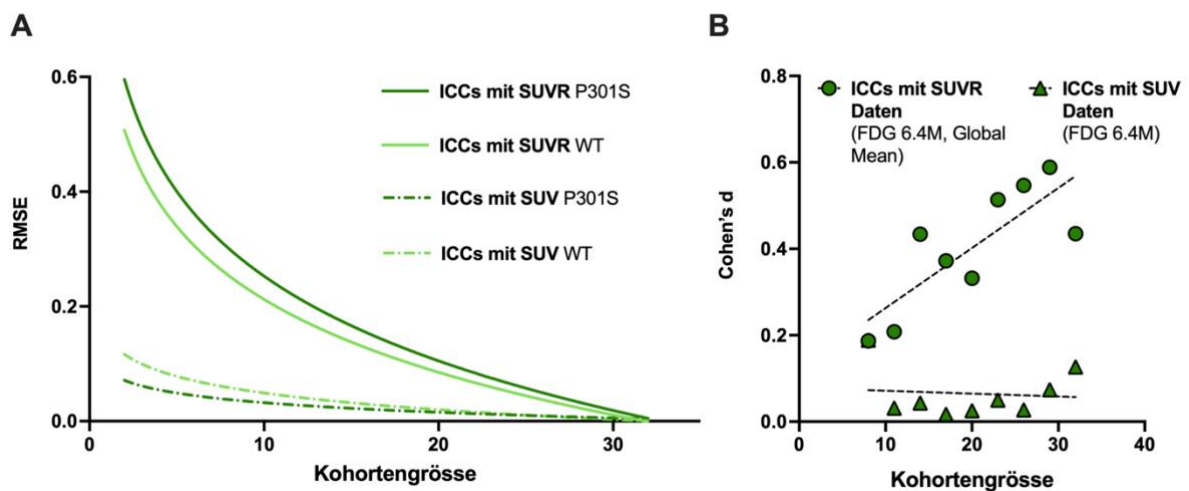 A
0.6
0.4
0.2
0.0
RMSE
0
10
20
30
Kohortengrösse
ICCs mit SUVR P301S
ICCs mit SUVR WT
ICCs mit SUV P301S
ICCs mit SUV WT
B
0.8
0.6
0.4
0.2
0.0
Cohen's d
0
10
20
30
40
Kohortengrösse
ICCs mit SUVR
Daten
(FDG 6.4M, Global
Mean)
ICCs mit SUV
Daten
(FDG 6.4M)